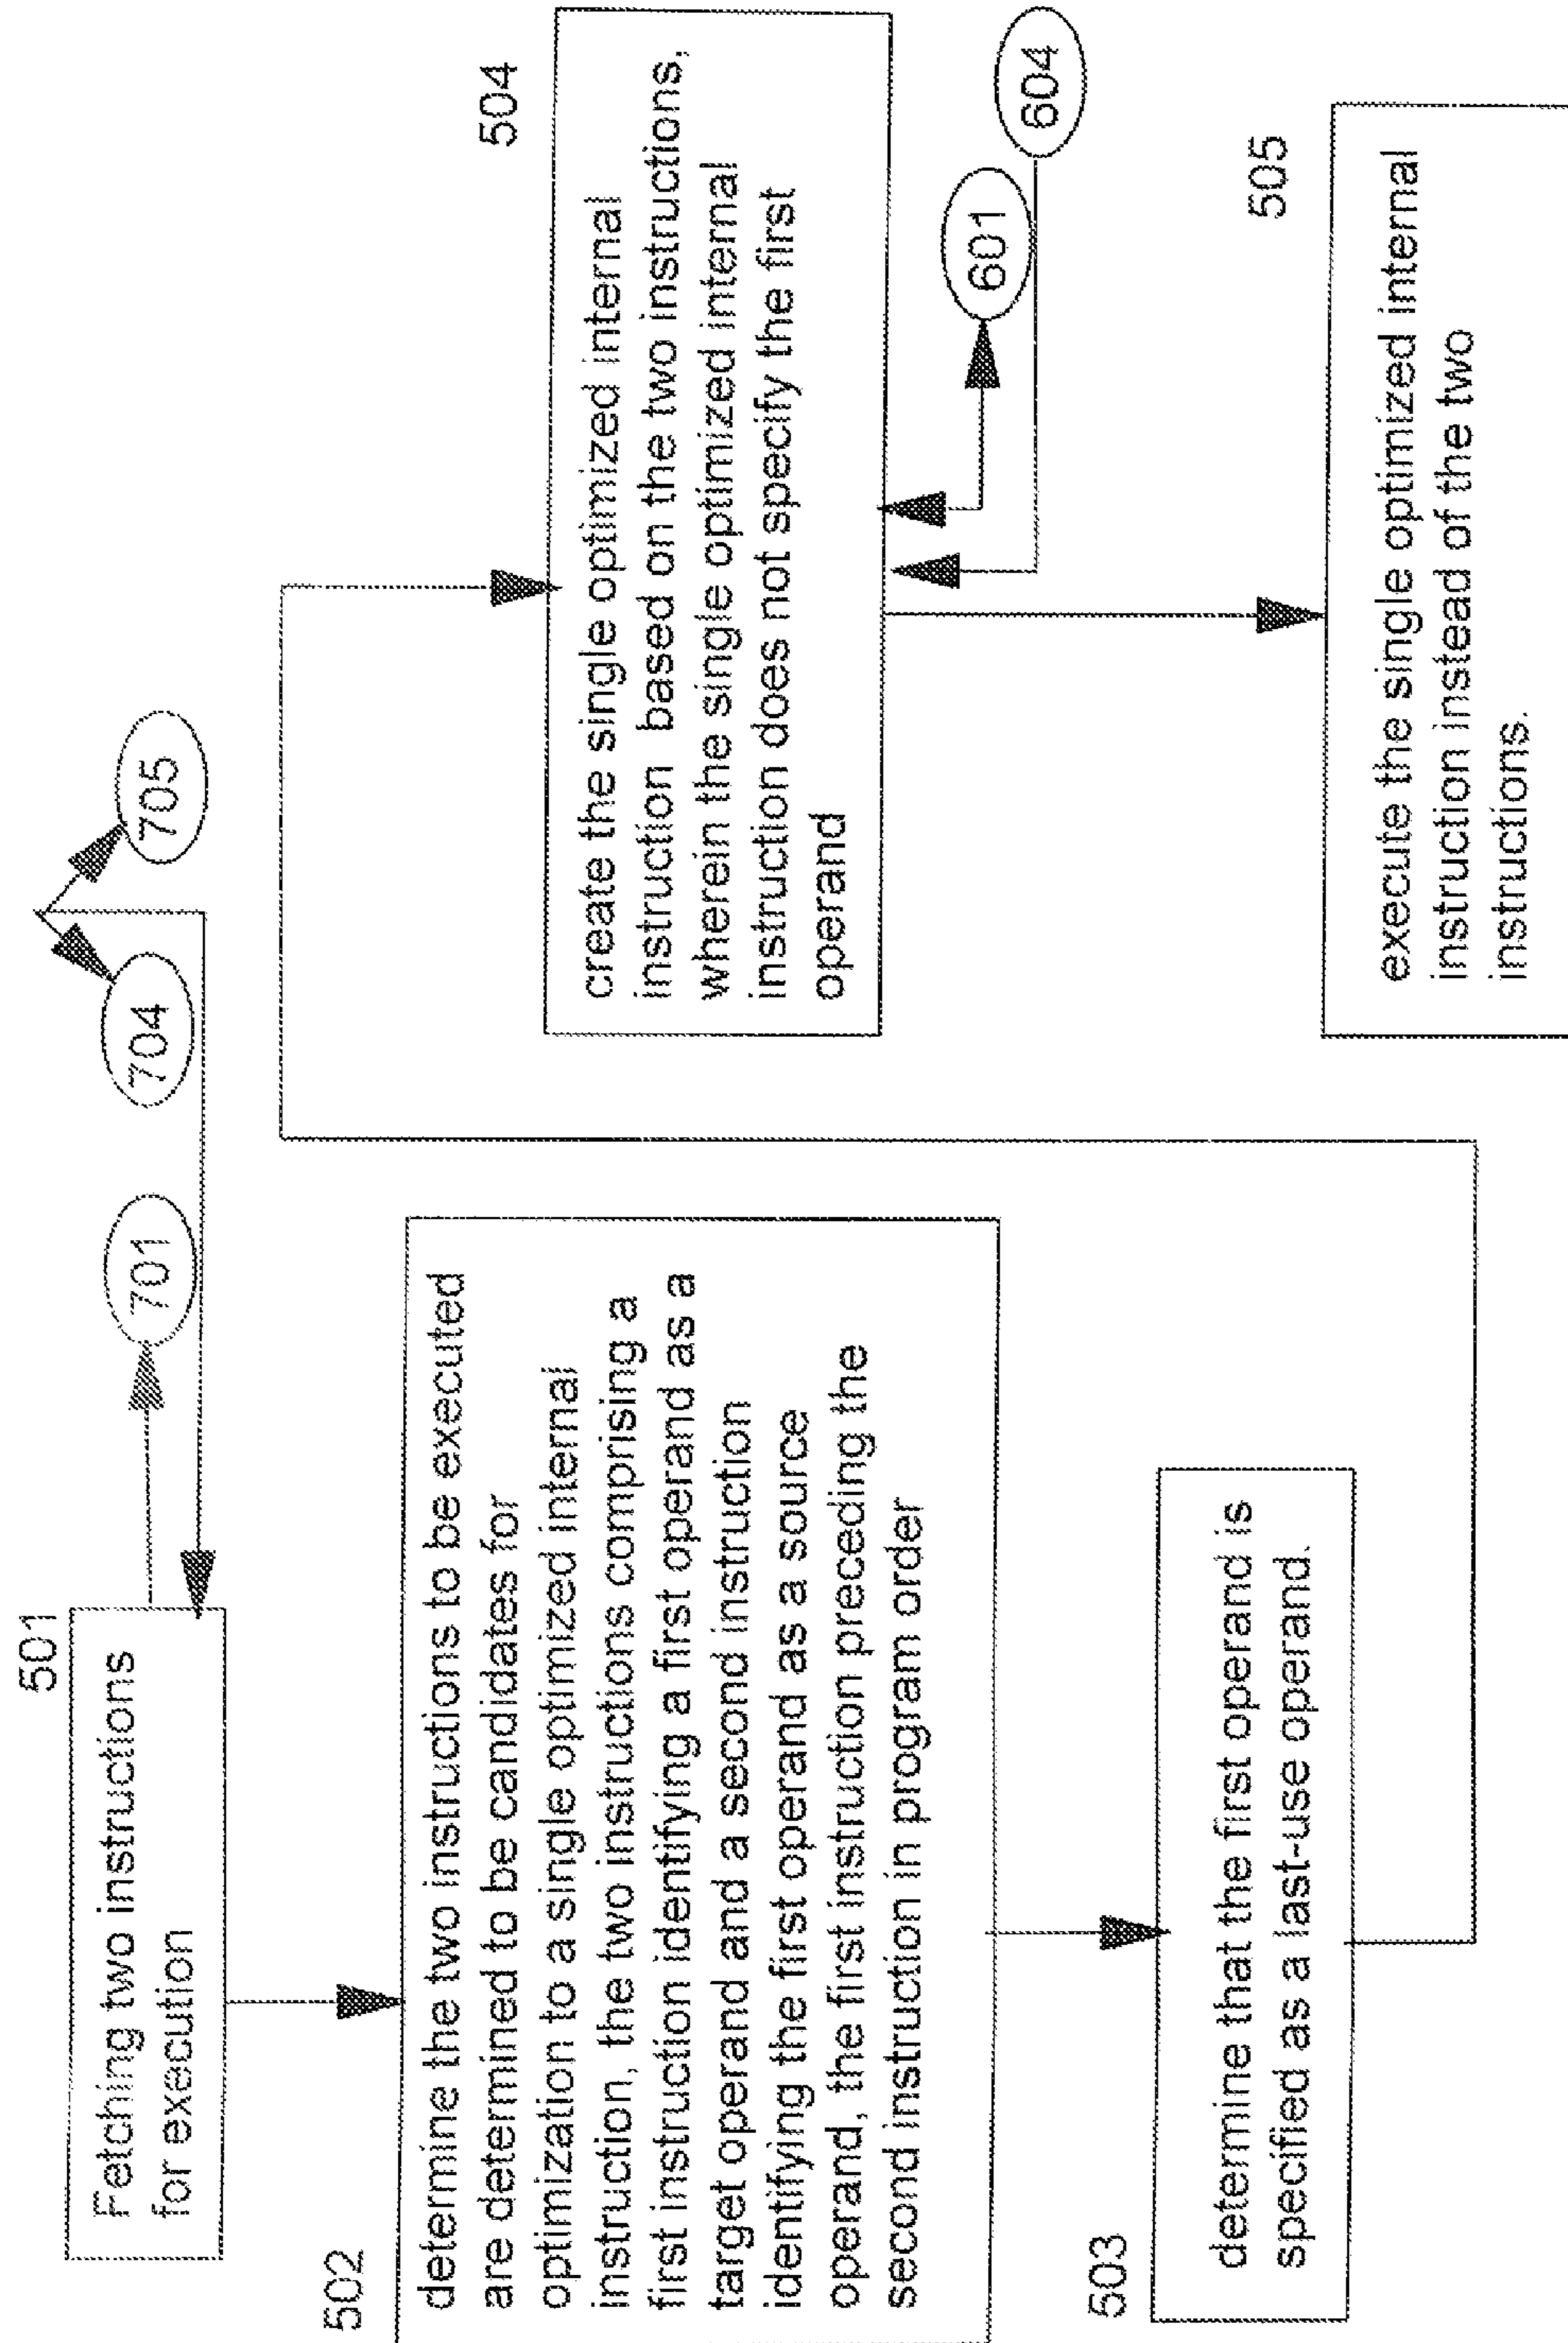 501
Fetching two instructions
for execution
701
704
705
502
determine the two instructions to be executed
are determined to be candidates for
optimization to a single optimized internal
instruction, the two instructions comprising a
first instruction identifying a first operand as a
target operand and a second instruction
identifying the first operand as a source
operand, the first instruction preceding the
second instruction in program order
503
determine that the first operand is
specified as a last-use operand.
504
create the single optimized internal
instruction based on the two instructions,
wherein the single optimized internal
instruction does not specify the first
operand
601
604
505
execute the single optimized internal
instruction instead of the two
instructions.